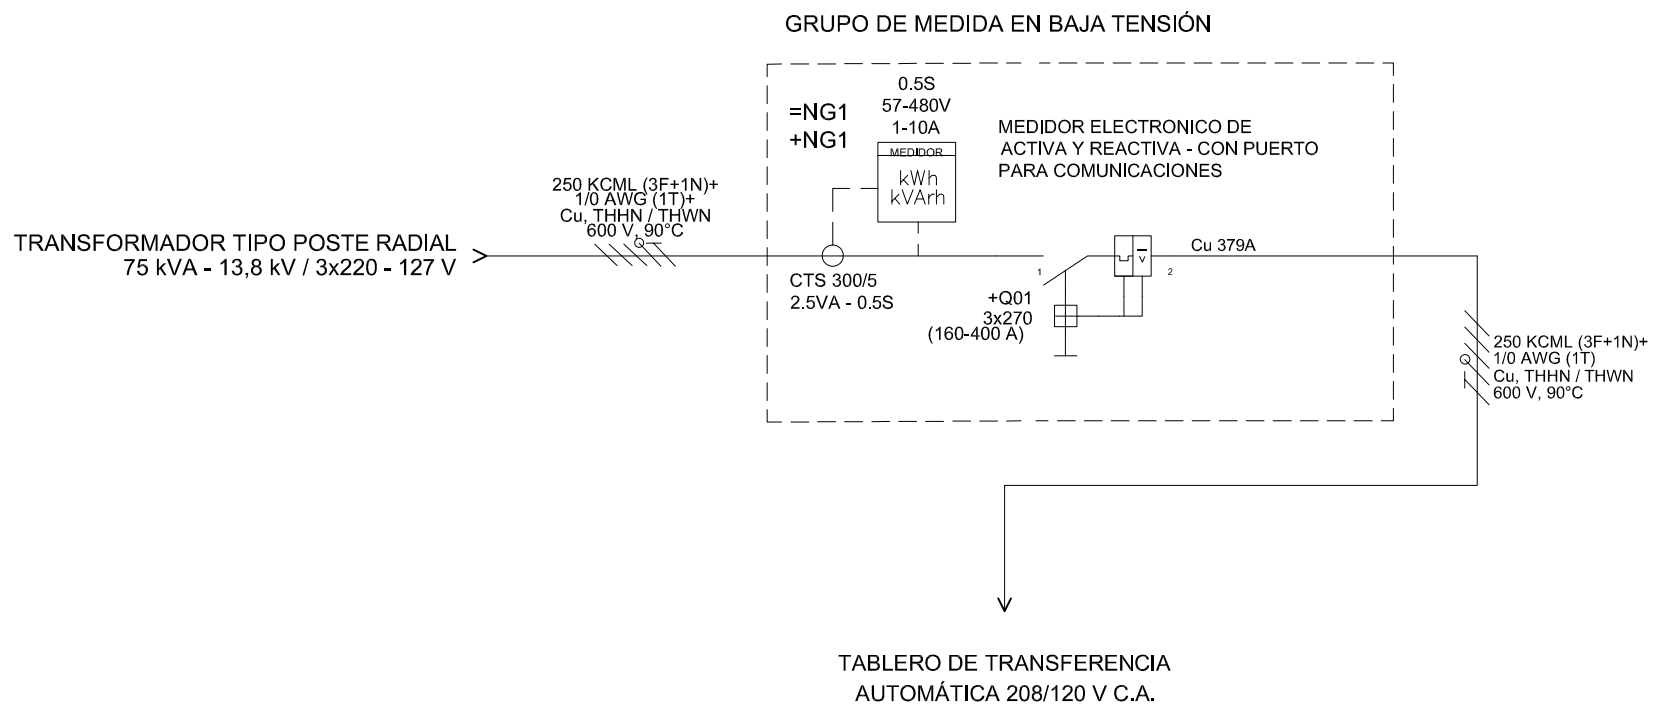 GRUPO DE MEDIDA EN BAJA TENSIÓN
=NG1
+NG1
0.5S
57-480V
1-10A
MEDIDOR
kWh
kVArh
MEDIDOR ELECTRONICO DE
ACTIVA Y REACTIVA - CON PUERTO
PARA COMUNICACIONES
250 KCML (3F+1N)+
1/0 AWG (1T)+
Cu, THHN / THWN
600 V, 90°C
TRANSFORMADOR TIPO POSTE RADIAL
75 kVA - 13,8 kV / 3x220 - 127 V
CTS 300/5
2.5VA - 0.5S
1
+Q01
3x270
(160-400 A)
V
2
Cu 379A
250 KCML (3F+1N)+
1/0 AWG (1T)
Cu, THHN / THWN
600 V, 90°C
TABLERO DE TRANSFERENCIA
AUTOMÁTICA 208/120 V C.A.